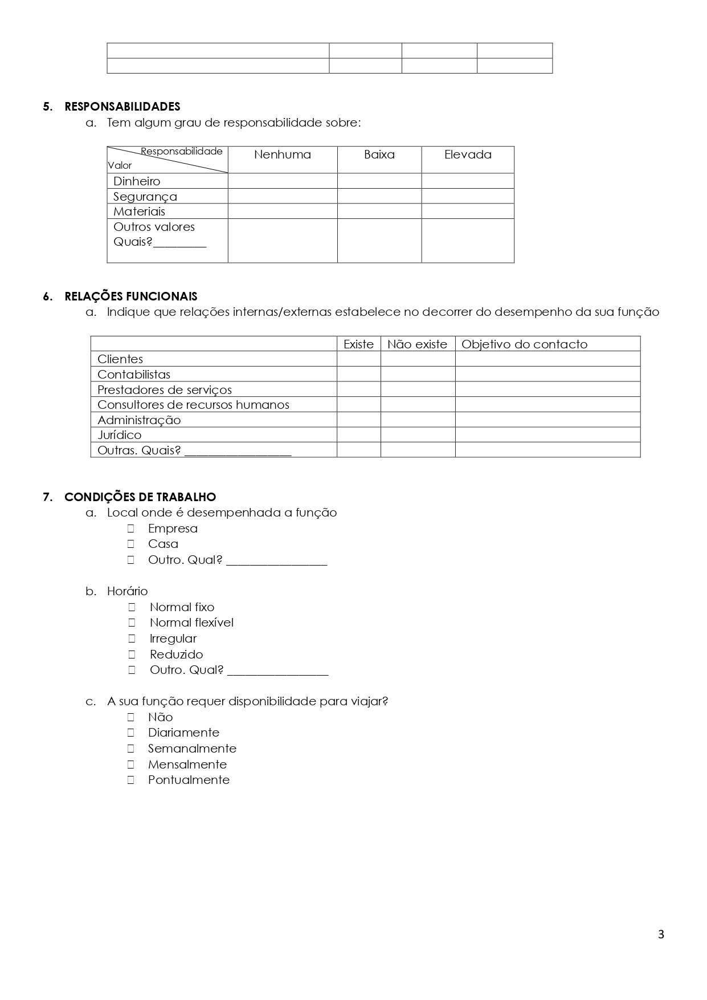 5. RESPONSABILIDADES
a. Tem algum grau de responsabilidade sobre:
Responsabilidade
Valor
Nenhuma Baixa Elevada
Dinheiro
Segurança
Materiais
Outros valores
Quais?_________
6. RELAÇÕES FUNCIONAIS
a. Indique que relações internas/externas estabelece no decorrer do desempenho da sua função
Existe Não existe Objetivo do contacto
Clientes
Contabilistas
Prestadores de serviços
Consultores de recursos humanos
Administração
Jurídico
Outras. Quais? __________________
7. CONDIÇÕES DE TRABALHO
a. Local onde é desempenhada a função
Empresa
Casa
Outro. Qual? _________________
b. Horário
Normal fixo
Normal flexível
Irregular
Reduzido
Outro. Qual? _________________
c. A sua função requer disponibilidade para viajar?
Não
Diariamente
Semanalmente
Mensalmente
Pontualmente
3